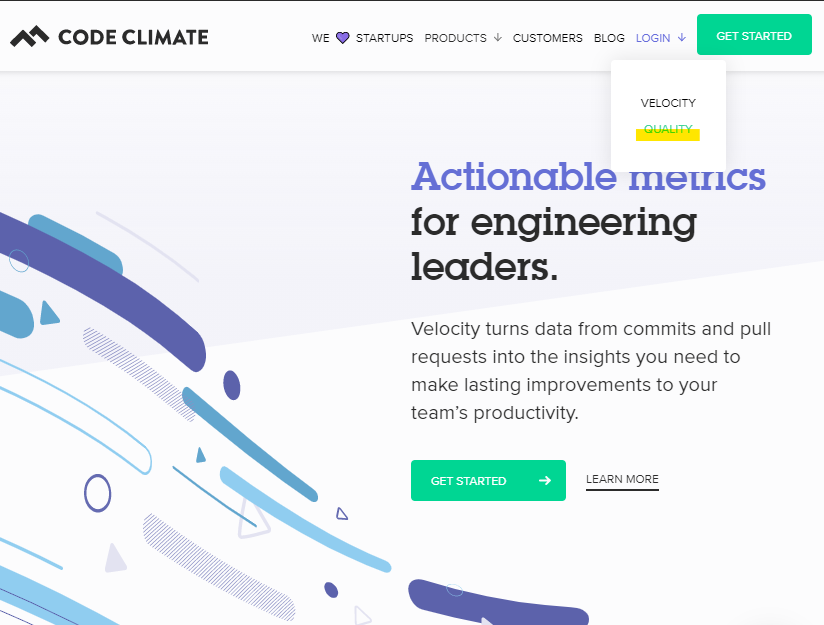 CODE CLIMATE
WE STARTUPS PRODUCTS CUSTOMERS BLOG LOGIN GET STARTED
VELOCITY
QUALITY
Actionable metrics
for engineering
leaders.
Velocity turns data from commits and pull
requests into the insights you need to
make lasting improvements to your
team’s productivity.
GET STARTED
LEARN MORE